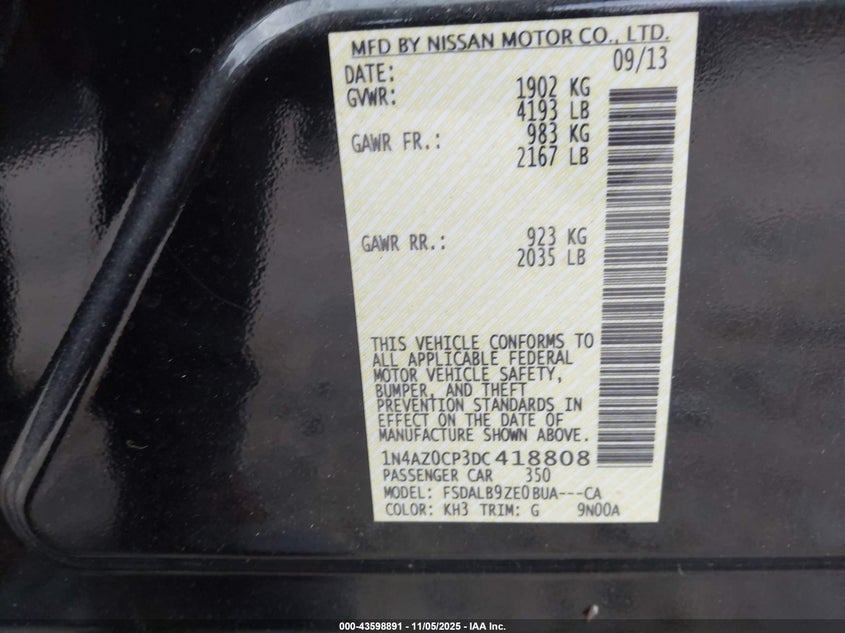 MFD BY NISSAN MOTOR CO., LTD.
DATE: 09/13
GVWR: 1902 KG
4193 LB
GAWR FR.: 983 KG
2167 LB
GAWR RR.: 923 KG
2035 LB
THIS VEHICLE CONFORMS TO
ALL APPLICABLE FEDERAL
MOTOR VEHICLE SAFETY,
BUMPER, AND THEFT
PREVENTION STANDARDS IN
EFFECT ON THE DATE OF
MANUFACTURE SHOWN ABOVE.
1N4AZ0CP3DC418808
PASSENGER CAR 350
MODEL: FSDALB9ZE0BUA---CA
COLOR: KH3 TRIM: G 9N00A
000-43598891 - 11/05/2025 - IAA Inc.